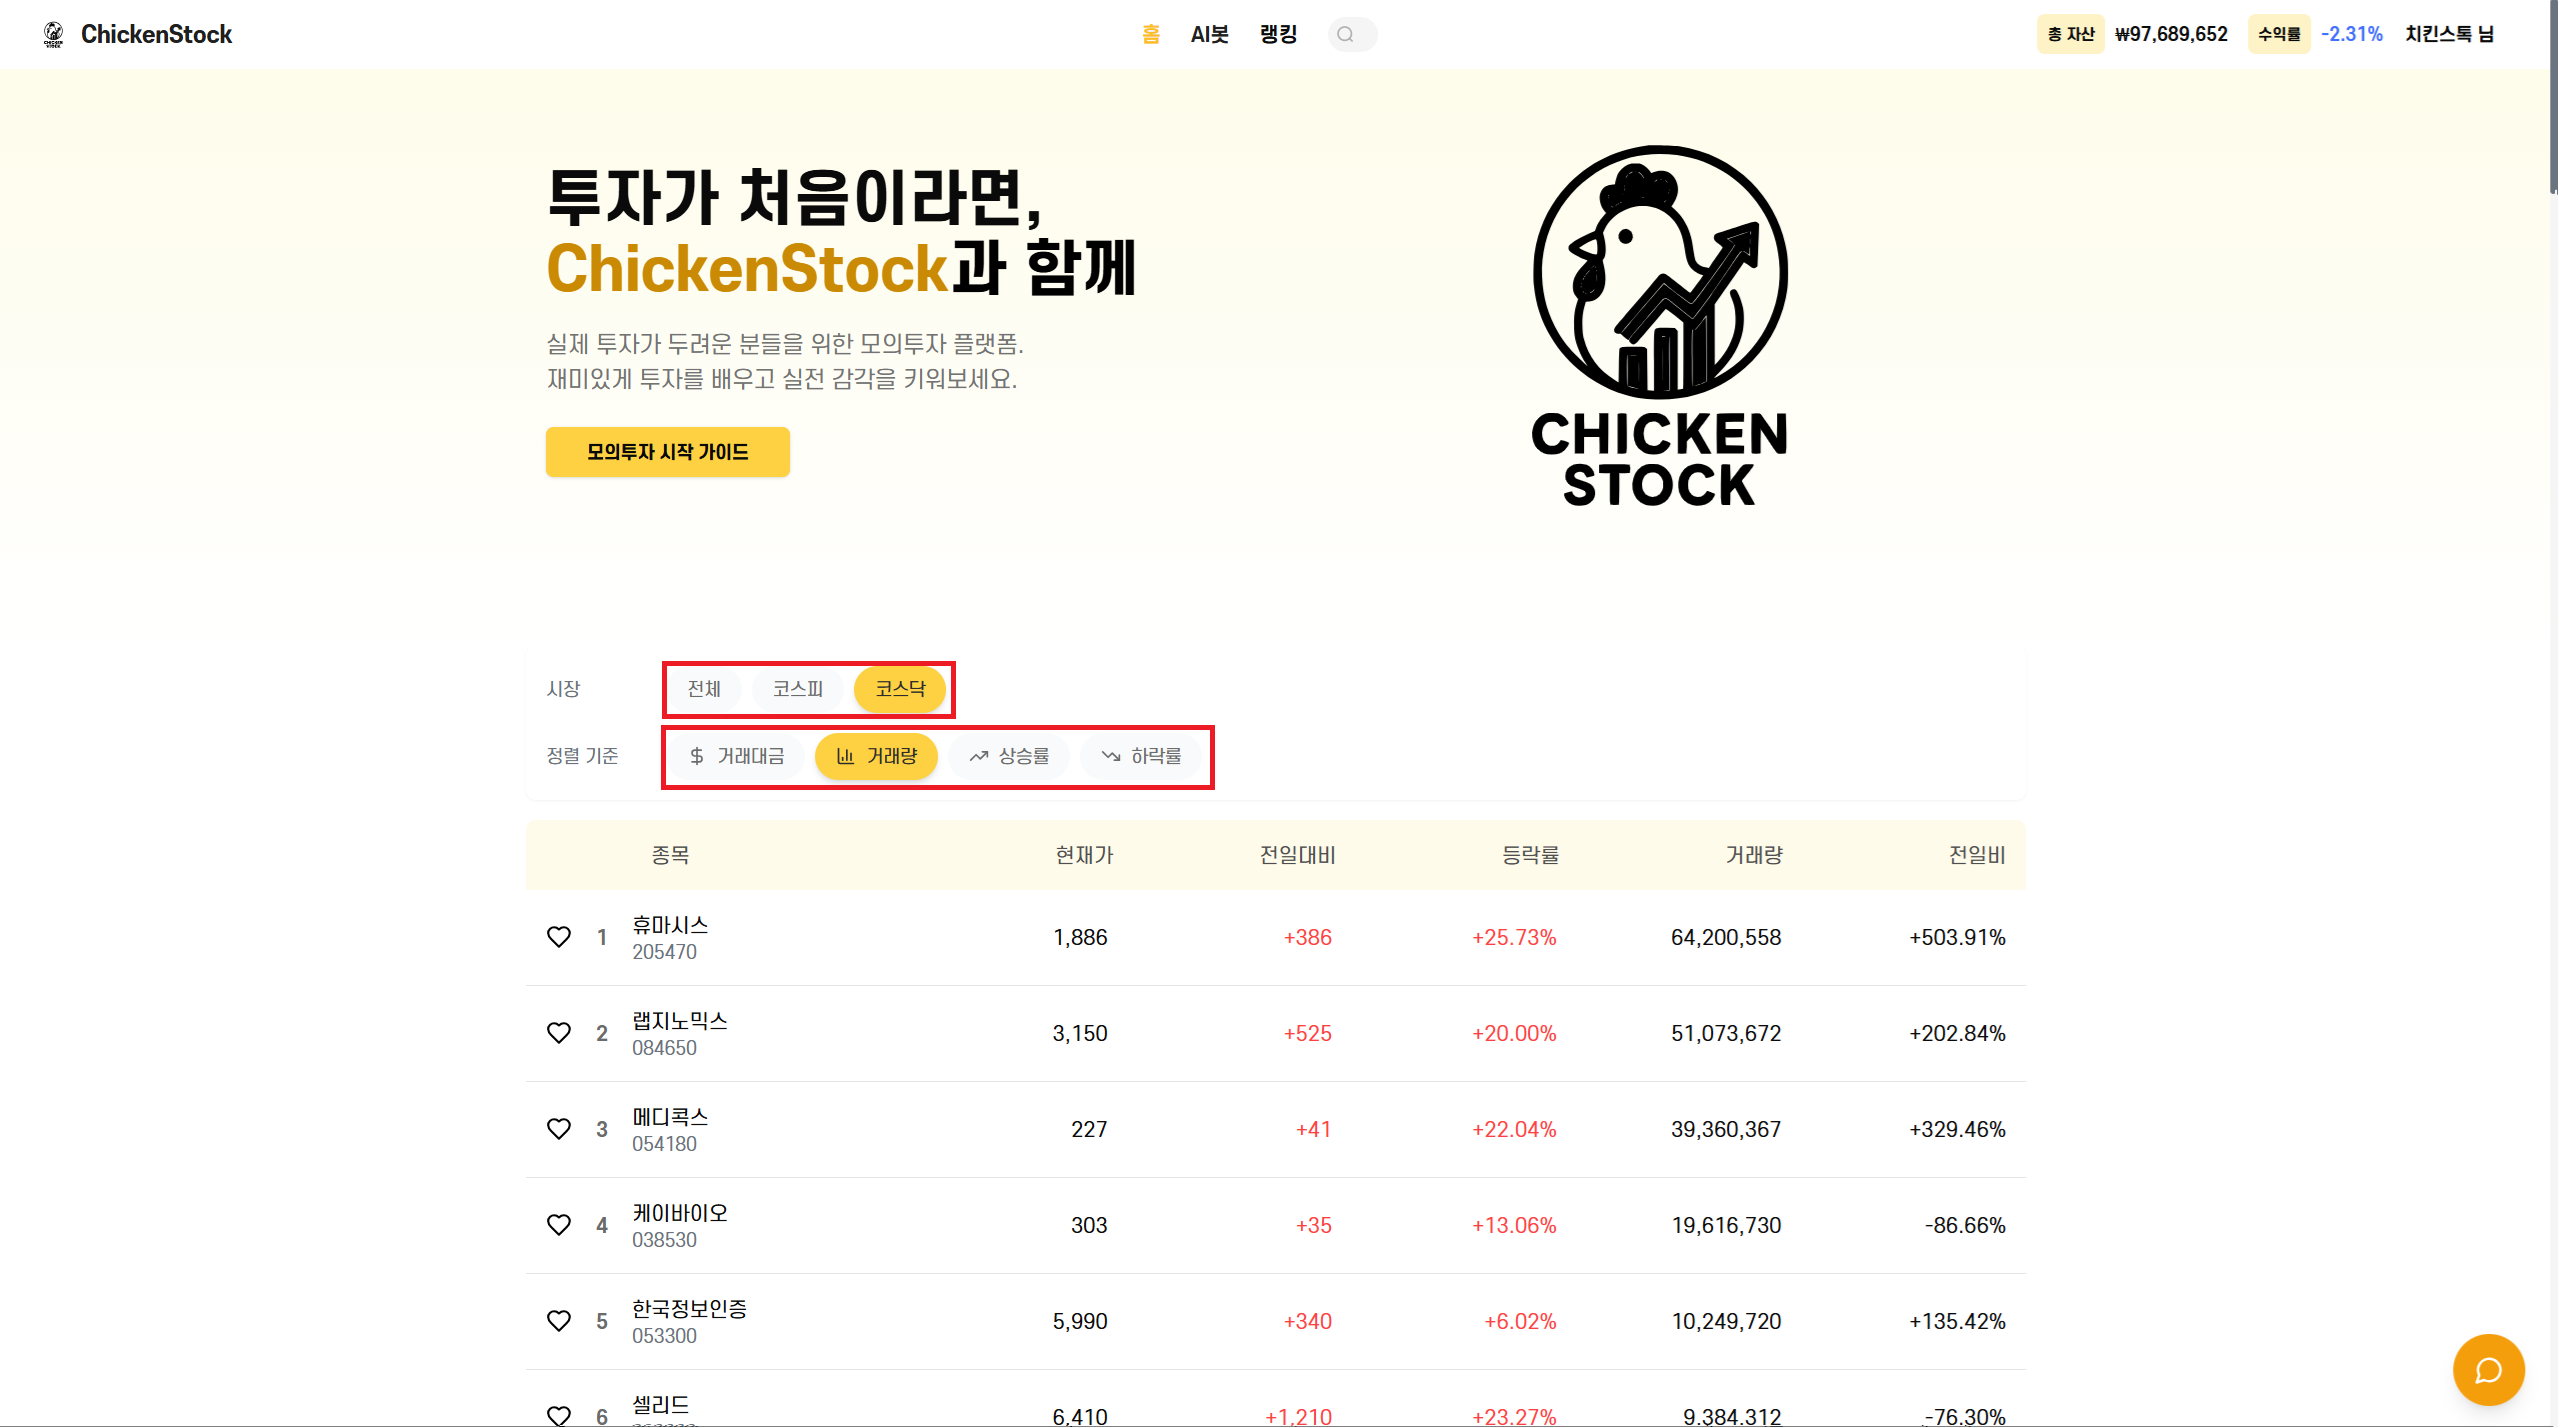 ChickenStock
홈 AI봇 랭킹
총 자산 ₩97,689,652 수익률 -2.31% 치킨스톡 님
투자가 처음이라면,
ChickenStock과 함께
실제 투자가 두려운 분들을 위한 모의투자 플랫폼.
재미있게 투자를 배우고 실전 감각을 키워보세요.
모의투자 시작 가이드
CHICKEN
STOCK
시장 전체 코스피 코스닥
정렬 기준 거래대금 거래량 상승률 하락률
종목 현재가 전일대비 등락률 거래량 전일비
1 휴마시스 1,886 +386 +25.73% 64,200,558 +503.91%
205470
2 랩지노믹스 3,150 +525 +20.00% 51,073,672 +202.84%
084650
3 메디콕스 227 +41 +22.04% 39,360,367 +329.46%
054180
4 케이바이오 303 +35 +13.06% 19,616,730 -86.66%
038530
5 한국정보인증 5,990 +340 +6.02% 10,249,720 +135.42%
053300
6 셀리드 6,410 +1,210 +23.27% 9,384,312 -76.30%